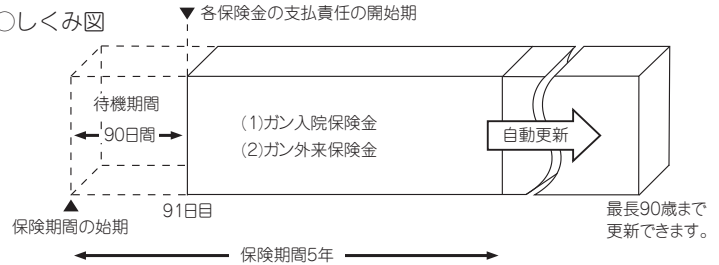 ○しくみ図
▼各保険金の支払責任の開始期
待機期間
90日間
(1)ガン入院保険金
(2)ガン外来保険金
自動更新
▲
保険期間の始期
91日目
最長90歳まで
更新できます。
保険期間5年